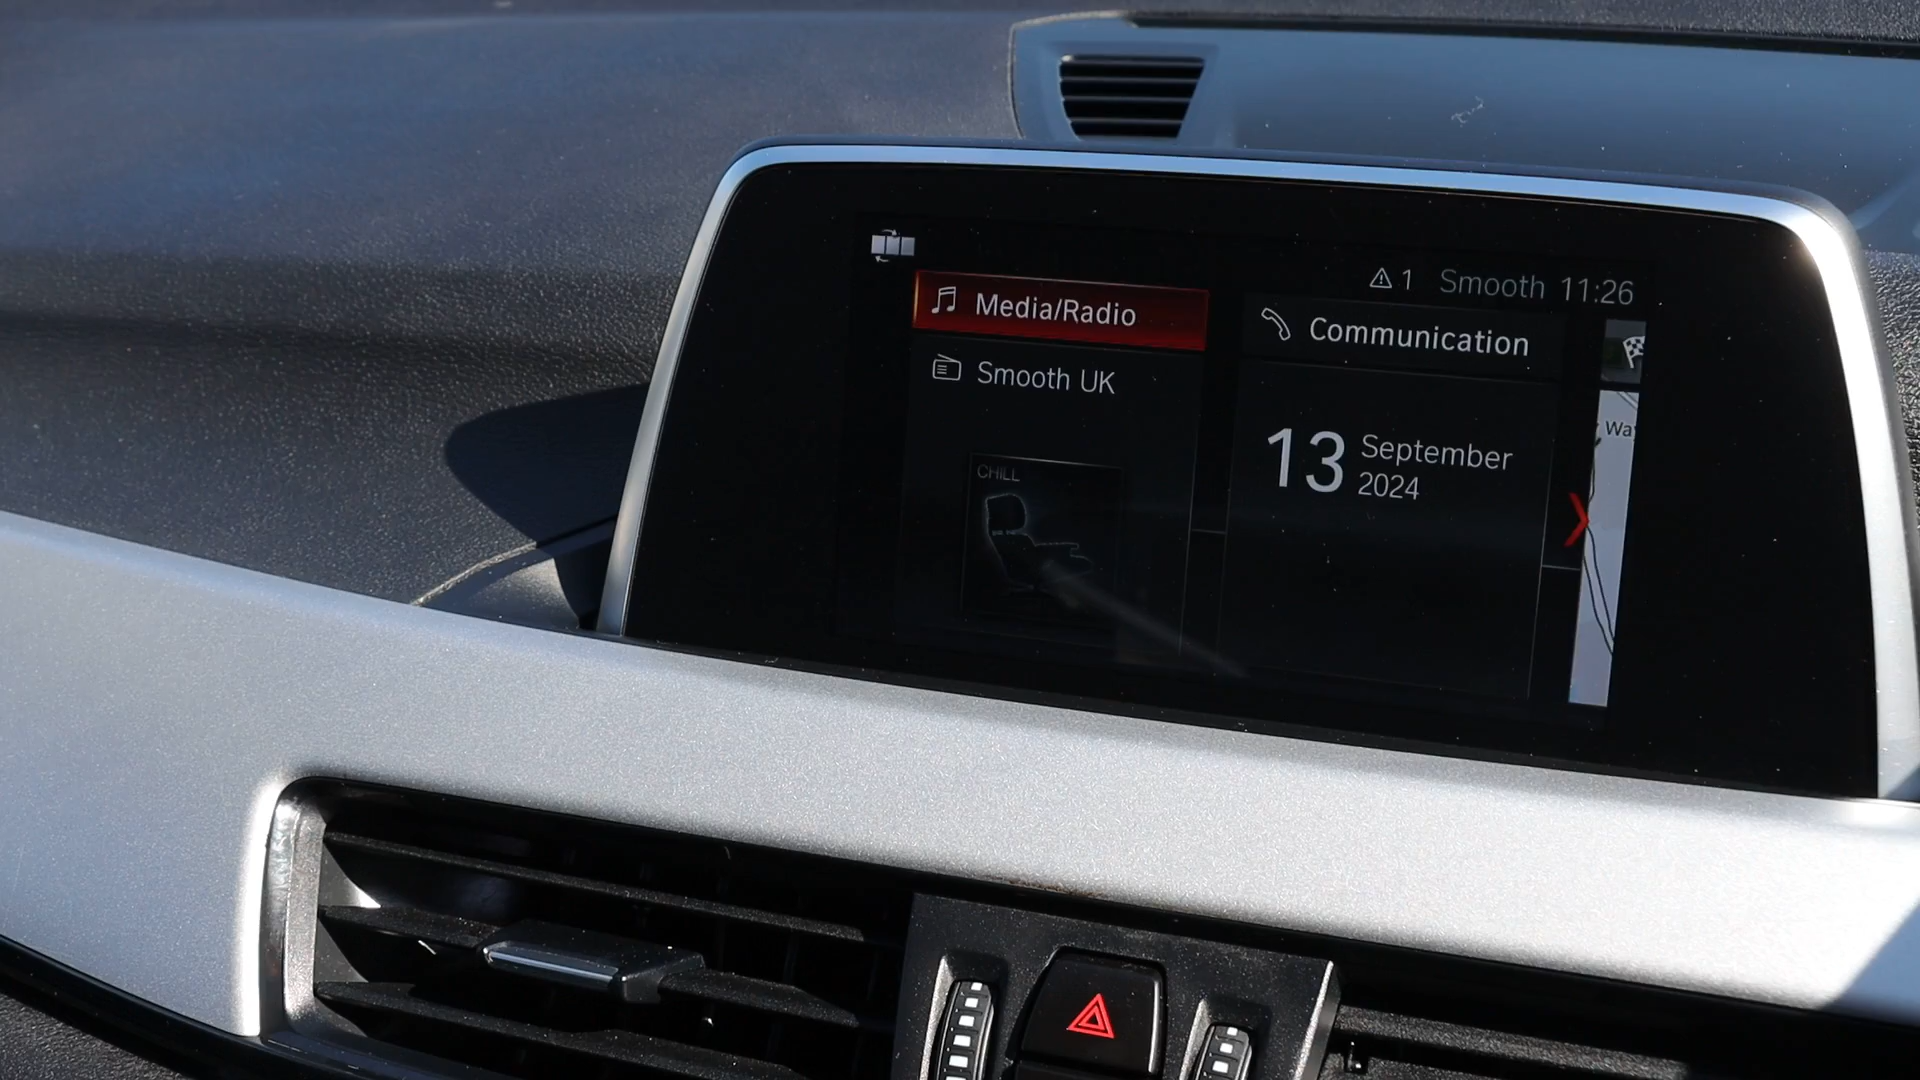 1 Smooth 11:26
Media/Radio
Communication
Smooth UK
CHILL
13 September
2024